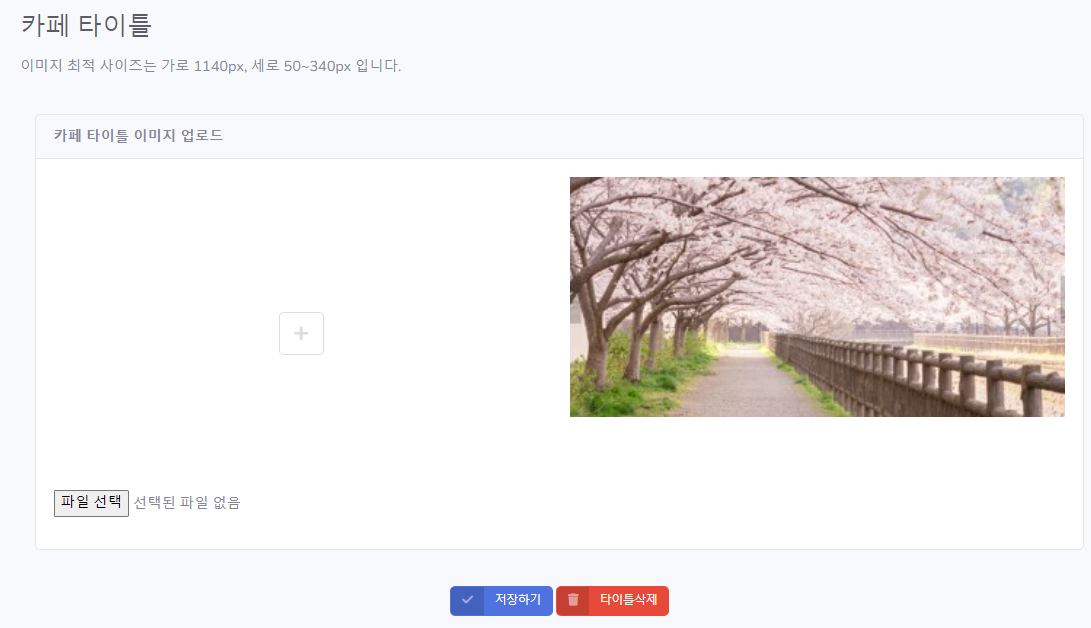 카페 타이틀
이미지 최적 사이즈는 가로 1140px, 세로 50~340px 입니다.
카페 타이틀 이미지 업로드
파일 선택 선택된 파일 없음
저장하기 타이틀삭제